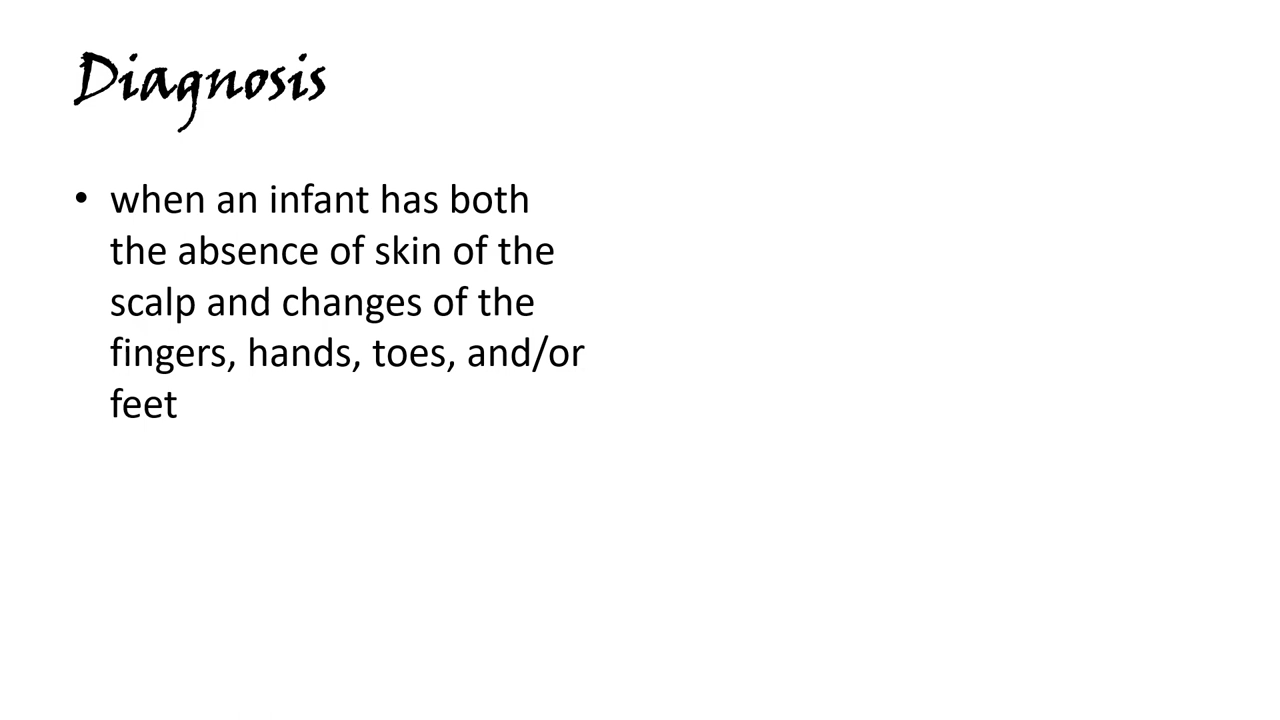 Diagnosis
• when an infant has both
the absence of skin of the
scalp and changes of the
fingers, hands, toes, and/or
feet